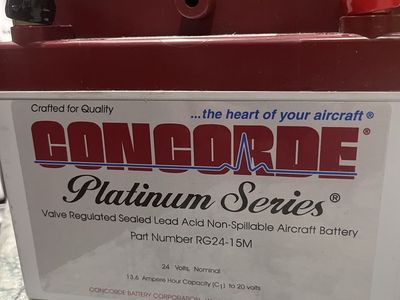 Crafted for Quality
...the heart of your aircraft®
CONCORDE®
Platinum Series®
Valve Regulated Sealed Lead Acid Non-Spillable Aircraft Battery
Part Number RG24-15M
24 Volts, Nominal
13.6 Ampere Hour Capacity (C1) to 20 volts
CONCORDE BATTERY CORPORATION